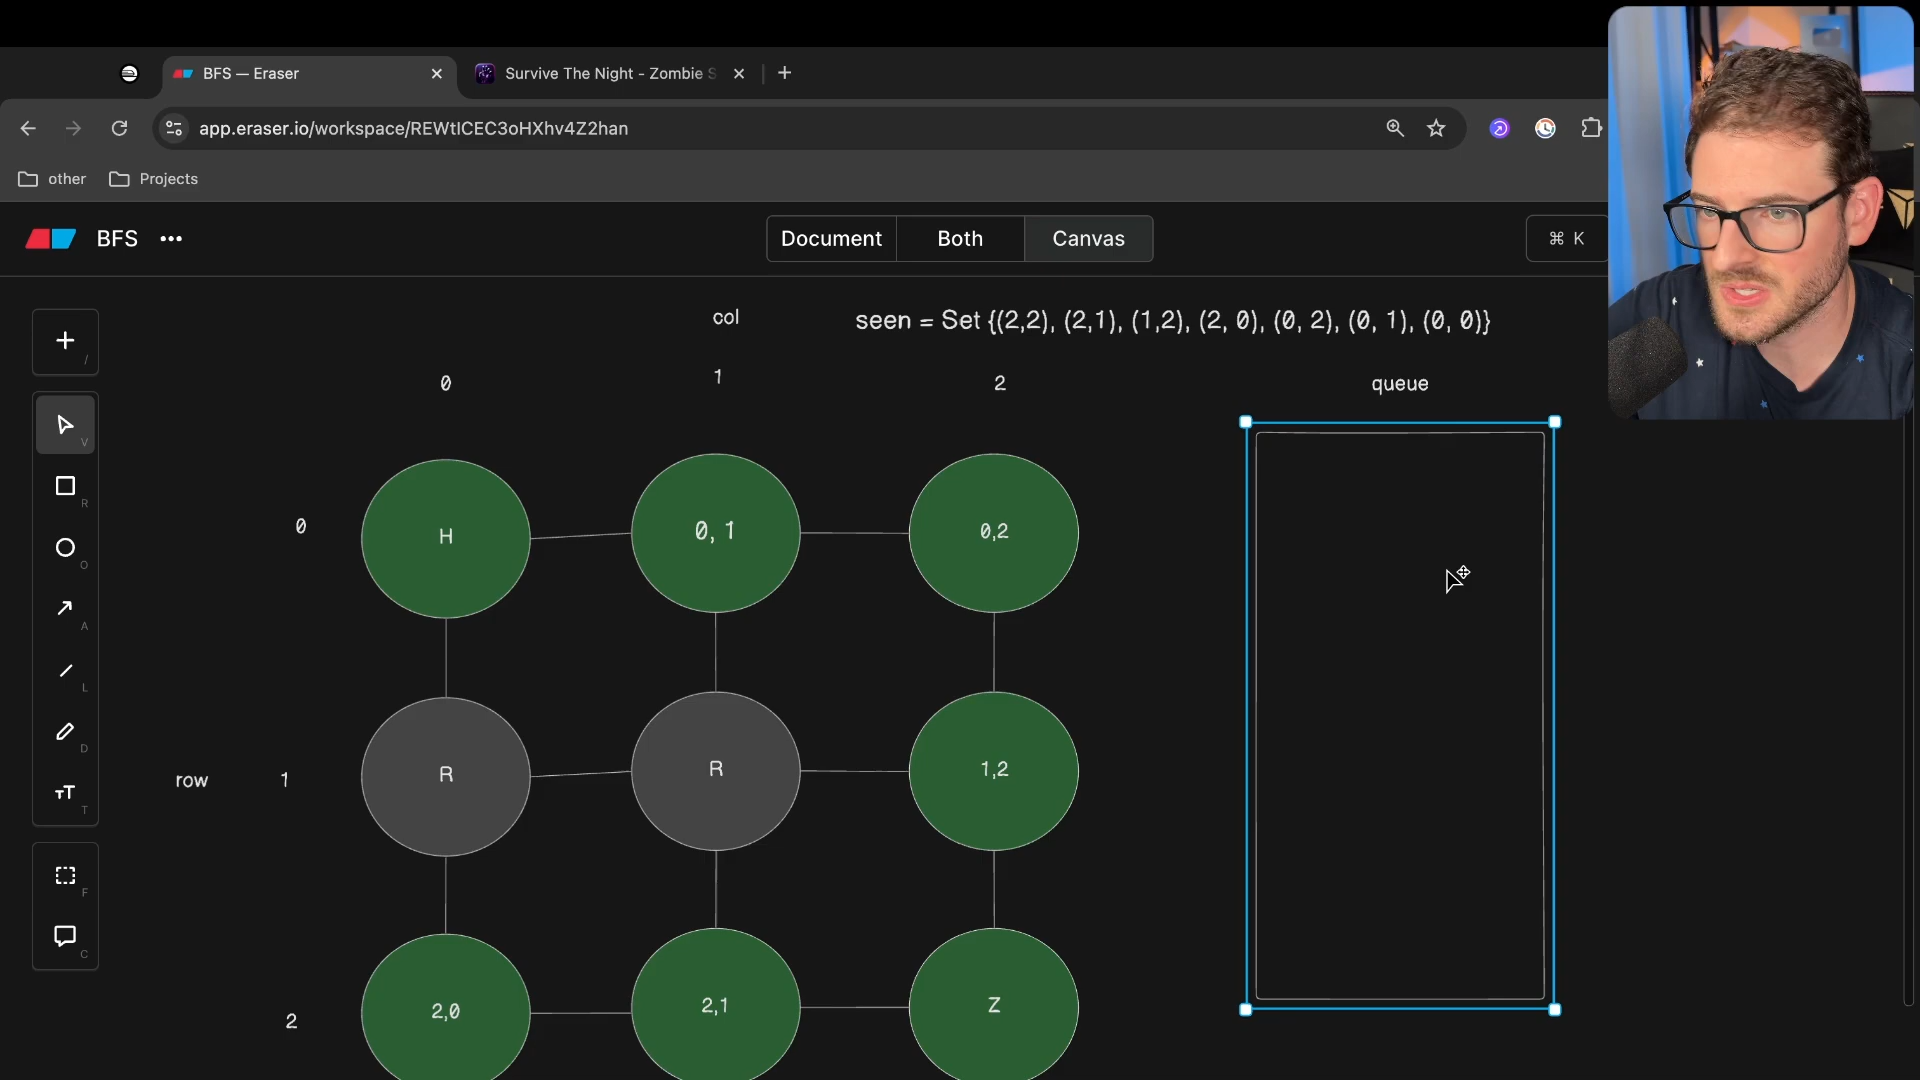 BFS — Eraser
Survive The Night - Zombie S
app.eraser.io/workspace/REWtICEC3oHXhv4Z2han
other
Projects
BFS
Document
Both
Canvas
⌘ K
col
seen = Set {(2,2), (2,1), (1,2), (2, 0), (0, 2), (0, 1), (0, 0)}
0
1
2
queue
/
V
R
O
A
L
D
T
F
C
0
H
0, 1
0,2
row
1
R
R
1,2
2
2,0
2,1
Z